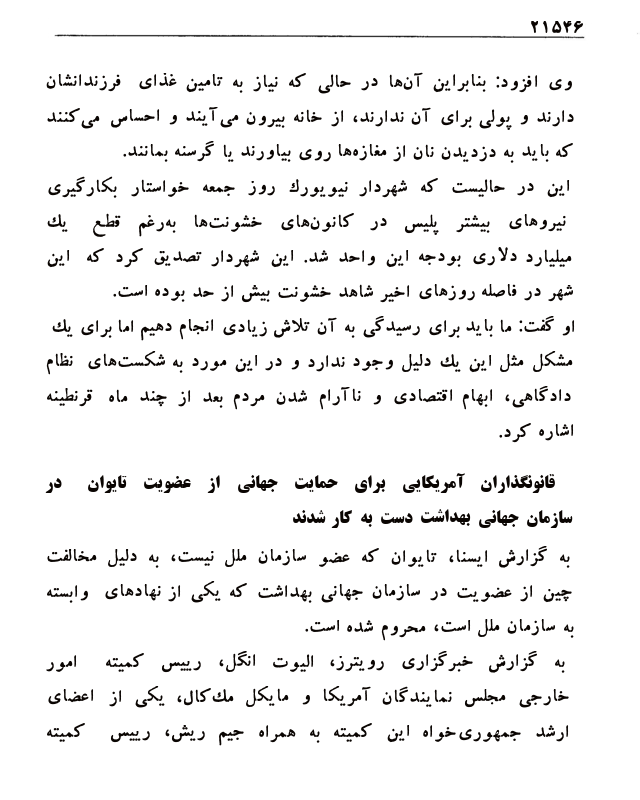 ۲۱۵۴۶
وی افزود: بنابراین آن‌ها در حالی که نیاز به تامین غذای فرزندانشان
دارند و پولی برای آن ندارند، از خانه بیرون می‌آیند و احساس می‌کنند
که باید به دزدیدن نان از مغازه‌ها روی بیاورند یا گرسنه بمانند.
این در حالیست که شهردار نیویورك روز جمعه خواستار بکارگیری
نیروهای بیشتر پلیس در کانون‌های خشونت‌ها به‌رغم قطع یك
میلیارد دلاری بودجه این واحد شد. این شهردار تصدیق کرد که این
شهر در فاصله روزهای اخیر شاهد خشونت بیش از حد بوده است.
او گفت: ما باید برای رسیدگی به آن تلاش زیادی انجام دهیم اما برای یك
مشکل مثل این یك دلیل وجود ندارد و در این مورد به شکست‌های نظام
دادگاهی، ابهام اقتصادی و ناآرام شدن مردم بعد از چند ماه قرنطینه
اشاره کرد.
قانونگذاران آمریکایی برای حمایت جهانی از عضویت تایوان در
سازمان جهانی بهداشت دست به کار شدند
به گزارش ایسنا، تایوان که عضو سازمان ملل نیست، به دلیل مخالفت
چین از عضویت در سازمان جهانی بهداشت که یکی از نهادهای وابسته
به سازمان ملل است، محروم شده است.
به گزارش خبرگزاری رویترز، الیوت انگل، رییس کمیته امور
خارجی مجلس نمایندگان آمریکا و مایکل مك‌کال، یکی از اعضای
ارشد جمهوری‌خواه این کمیته به همراه جیم ریش، رییس کمیته